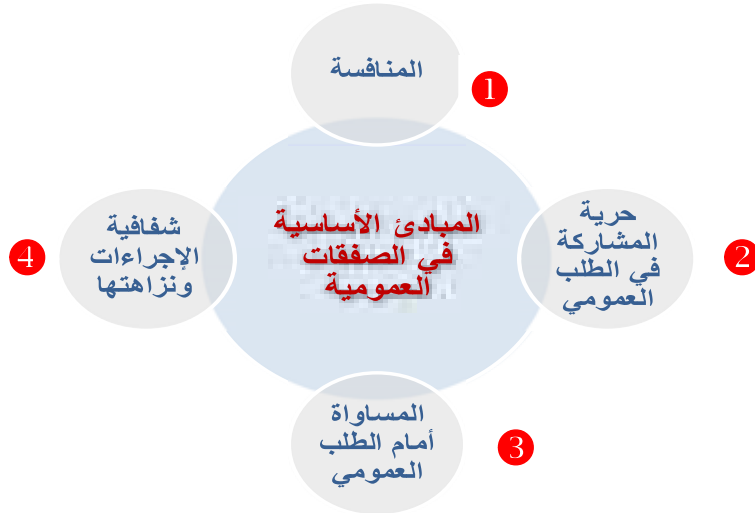 المنافسة
1
المبادئ الأساسية
في الصفقات
العمومية
حرية
المشاركة
في الطلب
العمومي
2
المساواة
أمام الطلب
العمومي
3
شفافية
الإجراءات
ونزاهتها
4